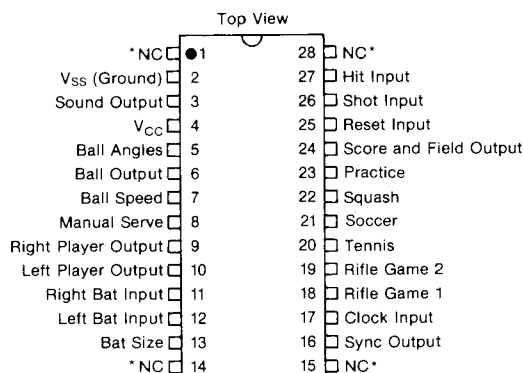 Top View
*NC 1 28 NC*
VSS (Ground) 2 27 Hit Input
Sound Output 3 26 Shot Input
VCC 4 25 Reset Input
Ball Angles 5 24 Score and Field Output
Ball Output 6 23 Practice
Ball Speed 7 22 Squash
Manual Serve 8 21 Soccer
Right Player Output 9 20 Tennis
Left Player Output 10 19 Rifle Game 2
Right Bat Input 11 18 Rifle Game 1
Left Bat Input 12 17 Clock Input
Bat Size 13 16 Sync Output
*NC 14 15 NC*